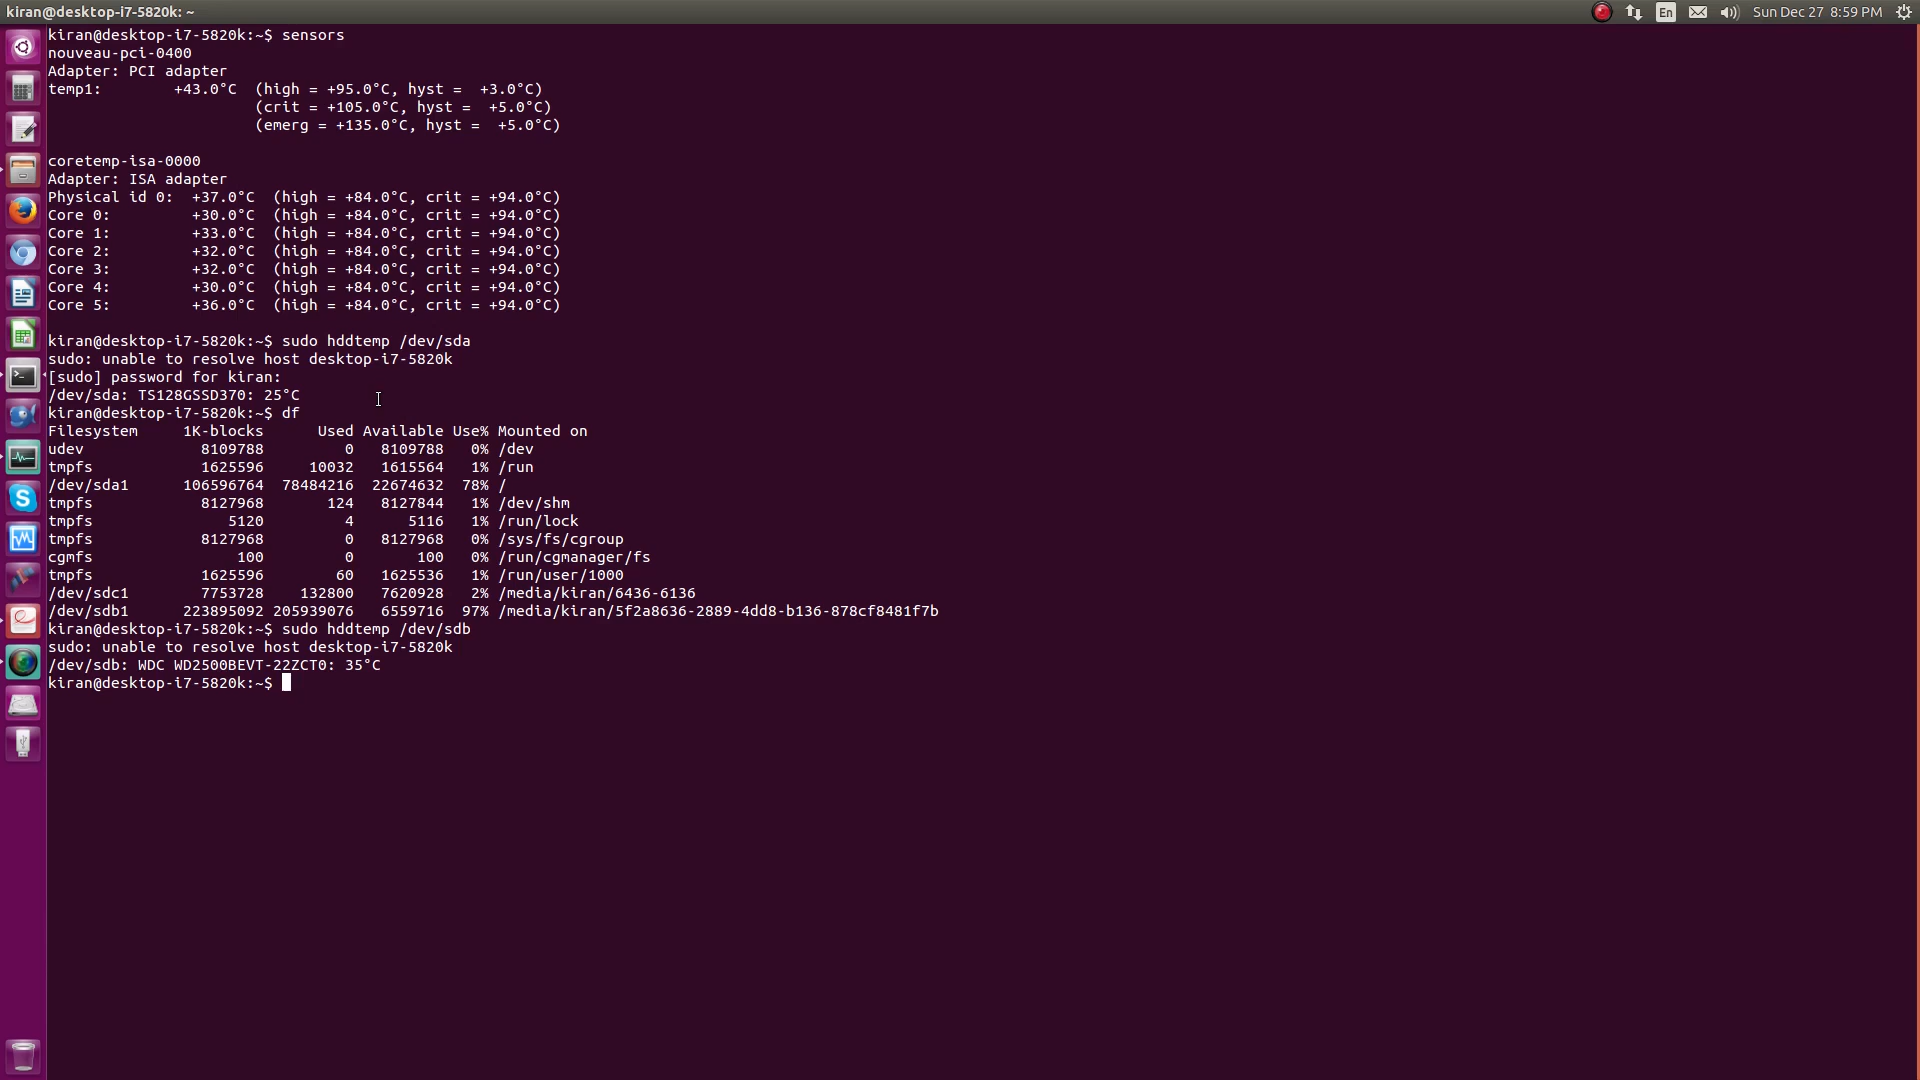 kiran@desktop-i7-5820k: ~
En
Sun Dec 27 8:59 PM
kiran@desktop-i7-5820k:~$ sensors
nouveau-pci-0400
Adapter: PCI adapter
temp1:        +43.0°C  (high = +95.0°C, hyst =  +3.0°C)
                       (crit = +105.0°C, hyst =  +5.0°C)
                       (emerg = +135.0°C, hyst =  +5.0°C)
coretemp-isa-0000
Adapter: ISA adapter
Physical id 0:  +37.0°C  (high = +84.0°C, crit = +94.0°C)
Core 0:         +30.0°C  (high = +84.0°C, crit = +94.0°C)
Core 1:         +33.0°C  (high = +84.0°C, crit = +94.0°C)
Core 2:         +32.0°C  (high = +84.0°C, crit = +94.0°C)
Core 3:         +32.0°C  (high = +84.0°C, crit = +94.0°C)
Core 4:         +30.0°C  (high = +84.0°C, crit = +94.0°C)
Core 5:         +36.0°C  (high = +84.0°C, crit = +94.0°C)
kiran@desktop-i7-5820k:~$ sudo hddtemp /dev/sda
sudo: unable to resolve host desktop-i7-5820k
[sudo] password for kiran:
/dev/sda: TS128GSSD370: 25°C
kiran@desktop-i7-5820k:~$ df
Filesystem     1K-blocks      Used Available Use% Mounted on
udev             8109788         0   8109788   0% /dev
tmpfs            1625596     10032   1615564   1% /run
/dev/sda1      106596764  78484216  22674632  78% /
tmpfs            8127968       124   8127844   1% /dev/shm
tmpfs               5120         4      5116   1% /run/lock
tmpfs            8127968         0   8127968   0% /sys/fs/cgroup
cgmfs                100         0       100   0% /run/cgmanager/fs
tmpfs            1625596        60   1625536   1% /run/user/1000
/dev/sdc1        7753728    132800   7620928   2% /media/kiran/6436-6136
/dev/sdb1      223895092 205939076   6559716  97% /media/kiran/5f2a8636-2889-4dd8-b136-878cf8481f7b
kiran@desktop-i7-5820k:~$ sudo hddtemp /dev/sdb
sudo: unable to resolve host desktop-i7-5820k
/dev/sdb: WDC WD2500BEVT-22ZCT0: 35°C
kiran@desktop-i7-5820k:~$